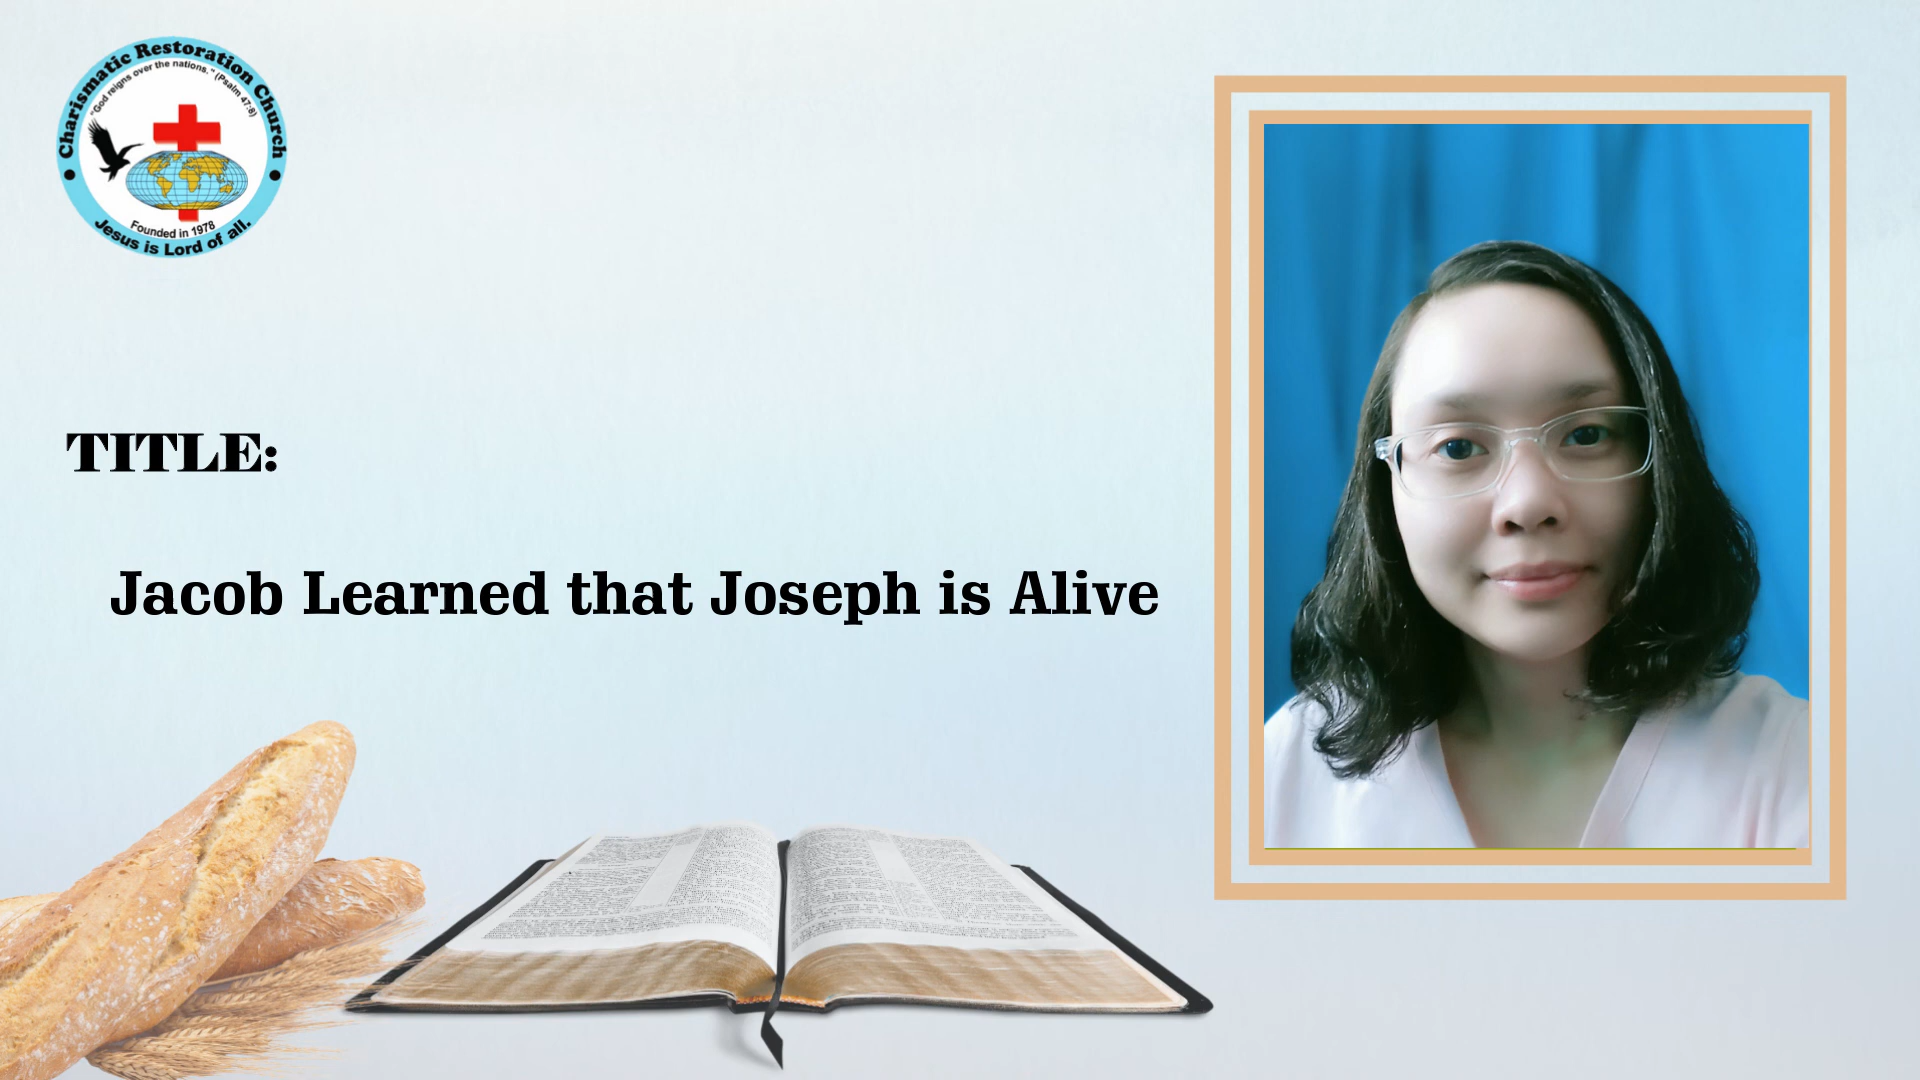 Charismatic Restoration Church
"God reigns over the nations." (Psalm 47:8)
Founded in 1978
Jesus is Lord of all.
TITLE:
Jacob Learned that Joseph is Alive